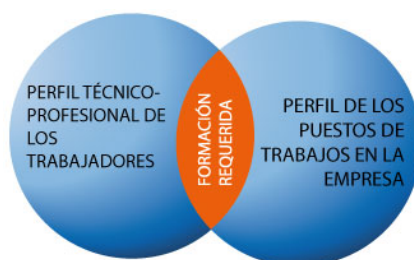 PERFIL TÉCNICO-
PROFESIONAL DE
LOS
TRABAJADORES
FORMACIÓN
REQUERIDA
PERFIL DE LOS
PUESTOS DE
TRABAJOS EN LA
EMPRESA